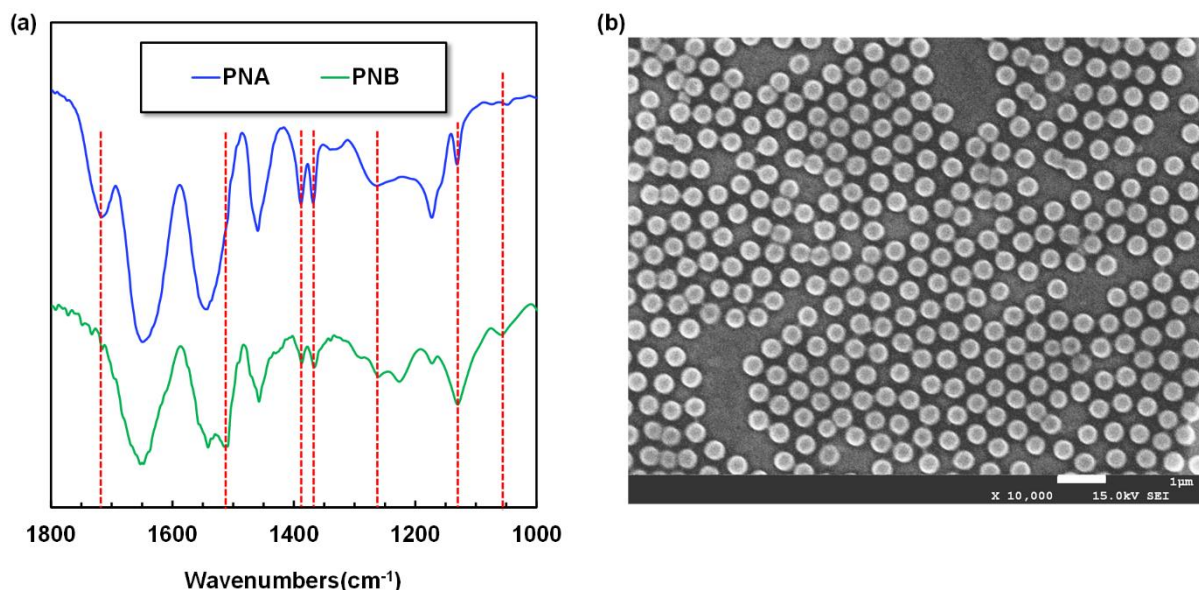 (a)
PNA PNB
1800 1600 1400 1200 1000
Wavenumbers(cm⁻¹)
(b)
1µm
X 10,000 15.0kV SEI